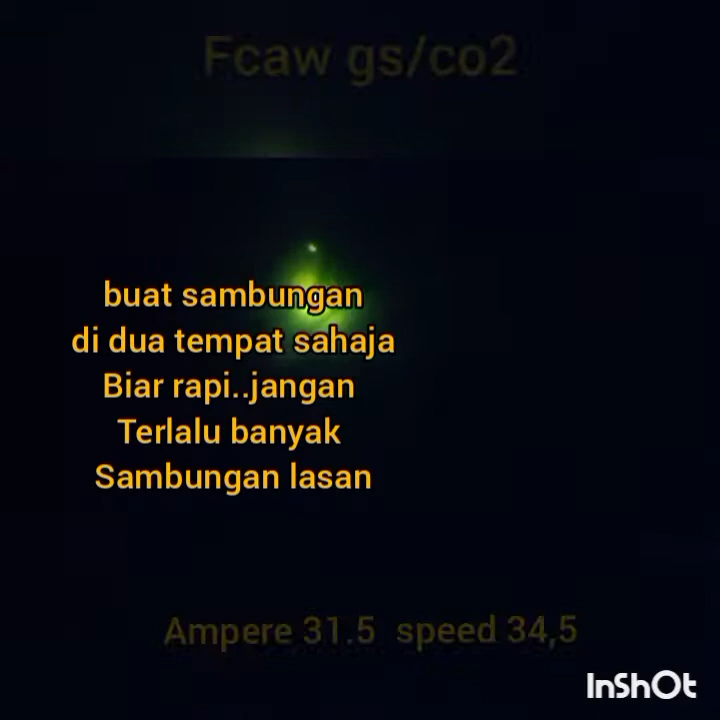 Fcaw gs/co2
buat sambungan
di dua tempat sahaja
Biar rapi..jangan
Terlalu banyak
Sambungan lasan
Ampere 31.5 speed 34,5
InShOt